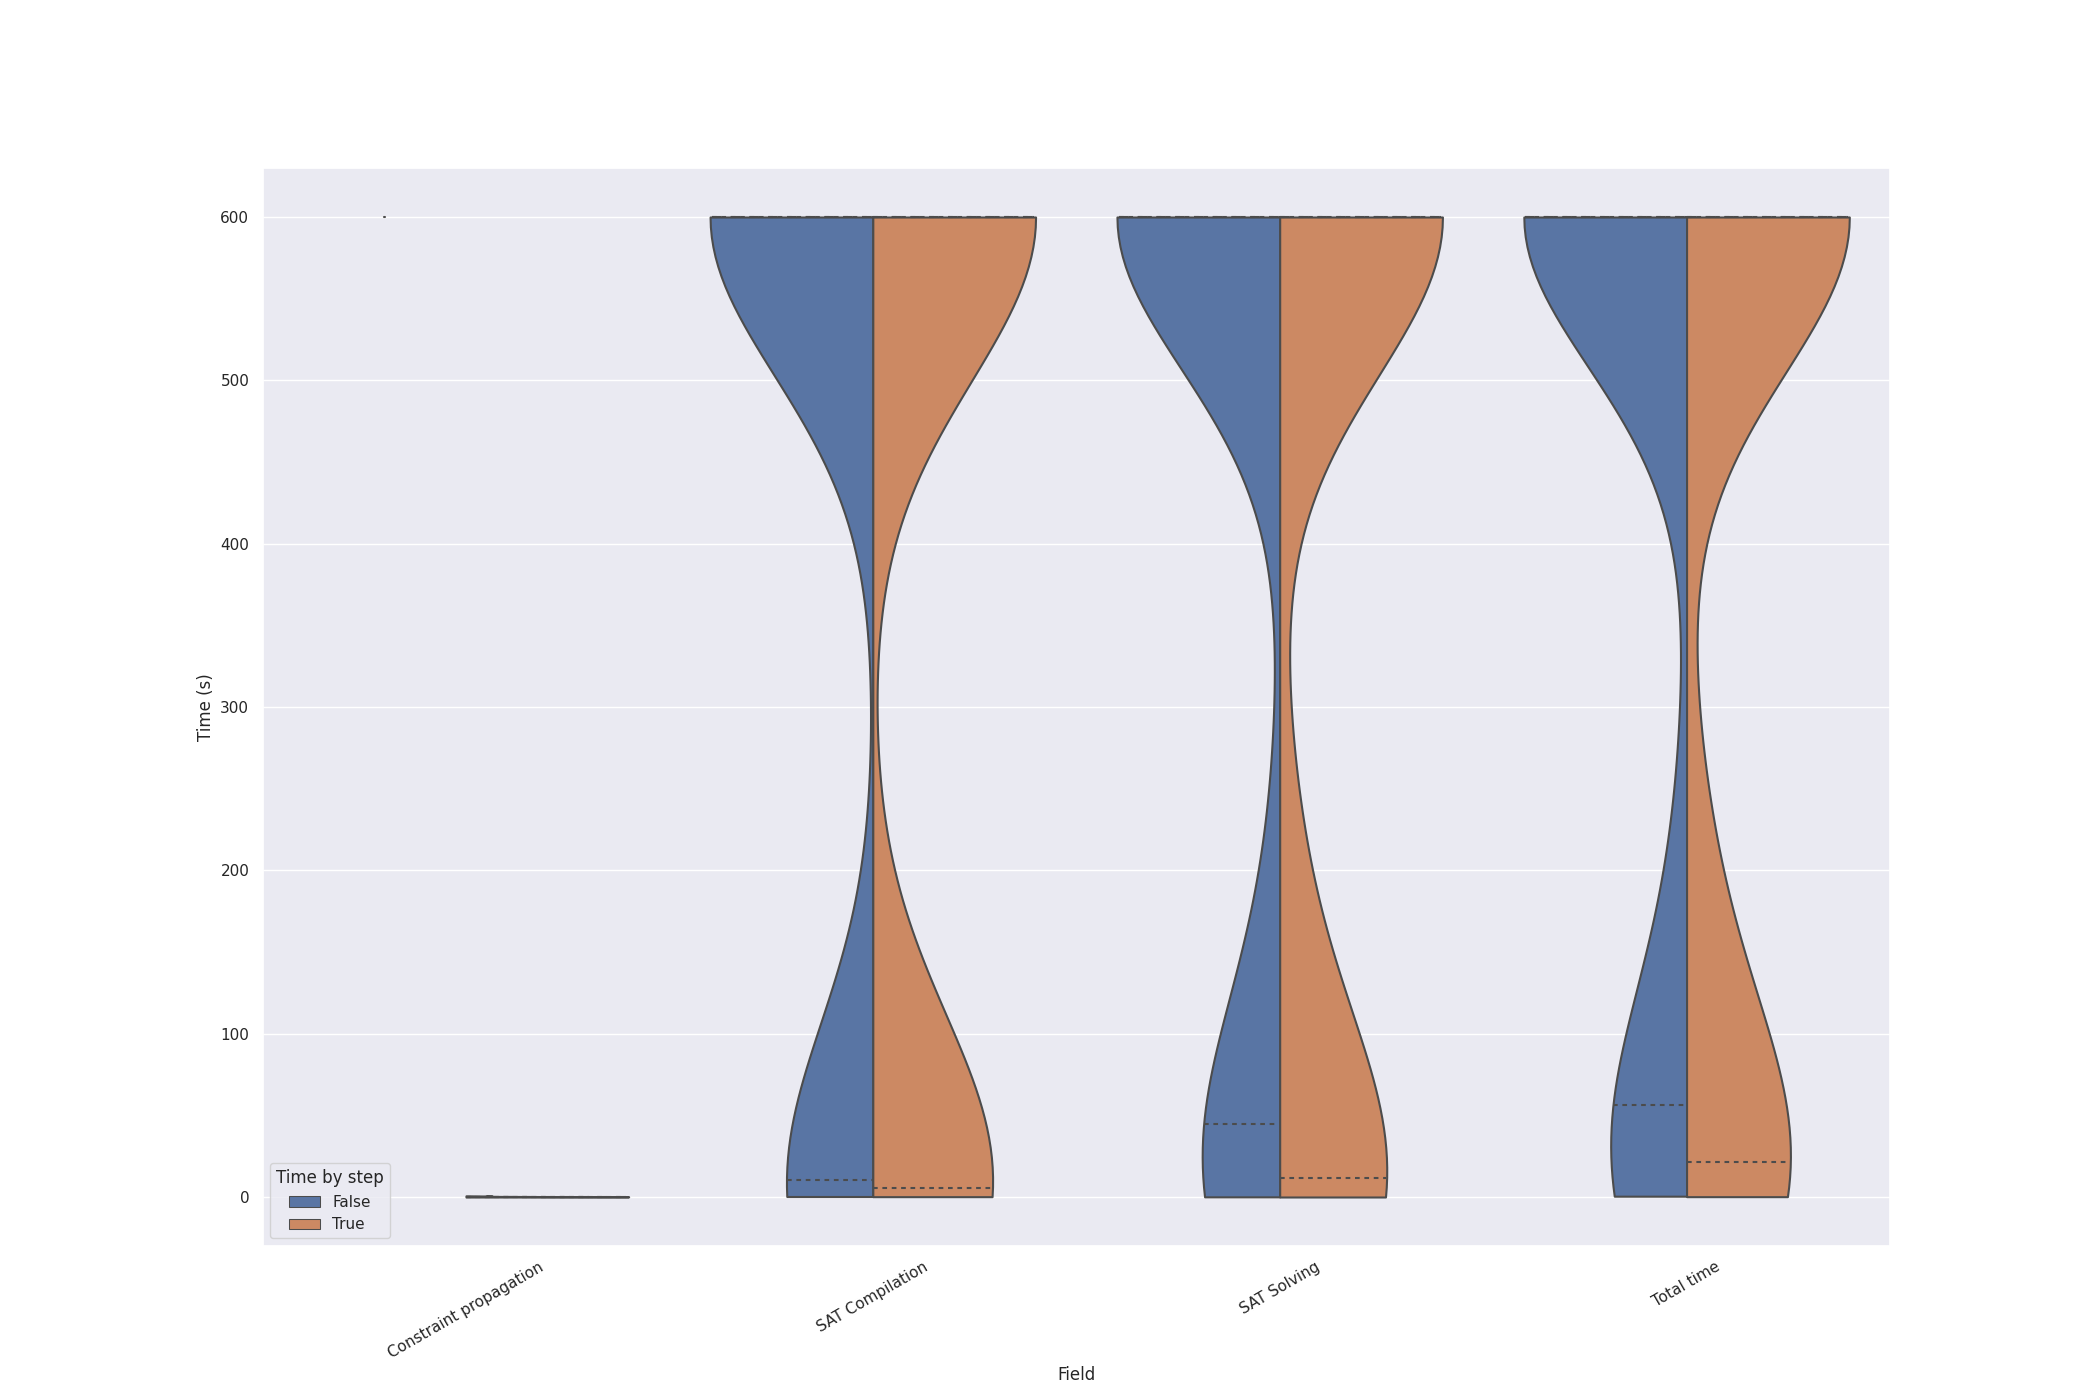 600
500
400
300
200
100
0
Time (s)
Time by step
False
True
Constraint propagation
SAT Compilation
SAT Solving
Total time
Field